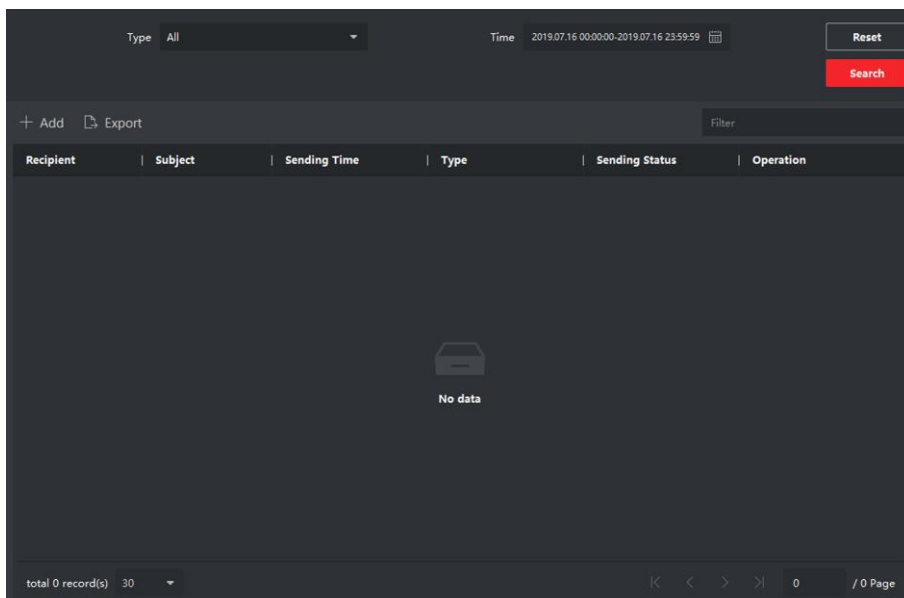 Type All Time 2019.07.16 00:00:00-2019.07.16 23:59:59 Reset
Search
Add Export Filter
Recipient Subject Sending Time Type Sending Status Operation
No data
total 0 record(s) 30 0 / 0 Page